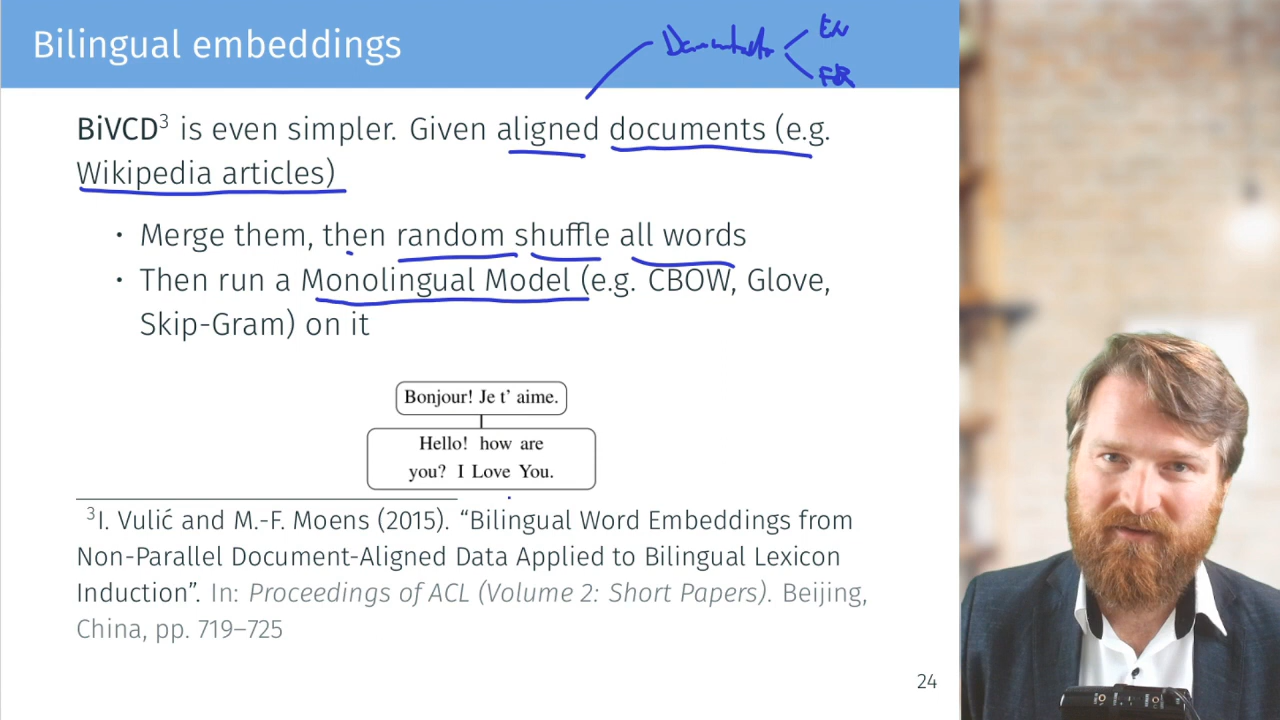 Bilingual embeddings
EN
FR
BiVCD3 is even simpler. Given aligned documents (e.g.
Wikipedia articles)
· Merge them, then random shuffle all words
· Then run a Monolingual Model (e.g. CBOW, Glove,
Skip-Gram) on it
Bonjour! Je t' aime.
Hello! how are
you? I Love You.
3I. Vulić and M.-F. Moens (2015). “Bilingual Word Embeddings from
Non-Parallel Document-Aligned Data Applied to Bilingual Lexicon
Induction”. In: Proceedings of ACL (Volume 2: Short Papers). Beijing,
China, pp. 719–725
24